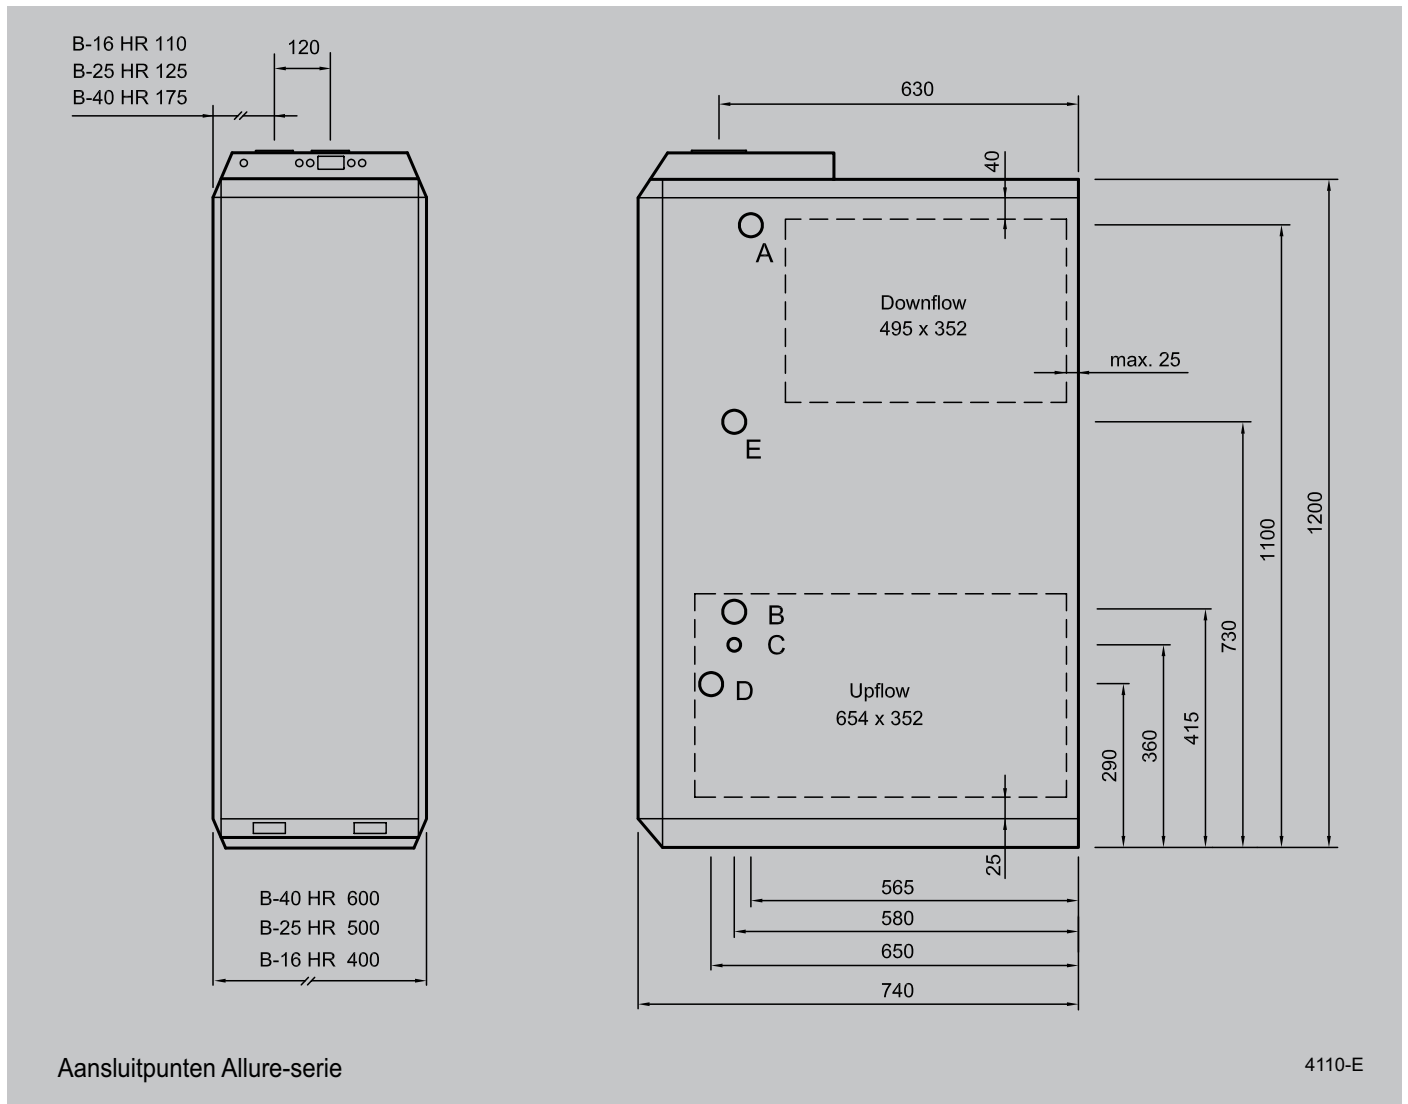 B-16 HR 110
B-25 HR 125
B-40 HR 175
120
630
40
A
Downflow
495 x 352
max. 25
E
1200
1100
730
B
C
D
Upflow
654 x 352
415
360
290
25
565
580
650
740
B-40 HR 600
B-25 HR 500
B-16 HR 400
Aansluitpunten Allure-serie
4110-E